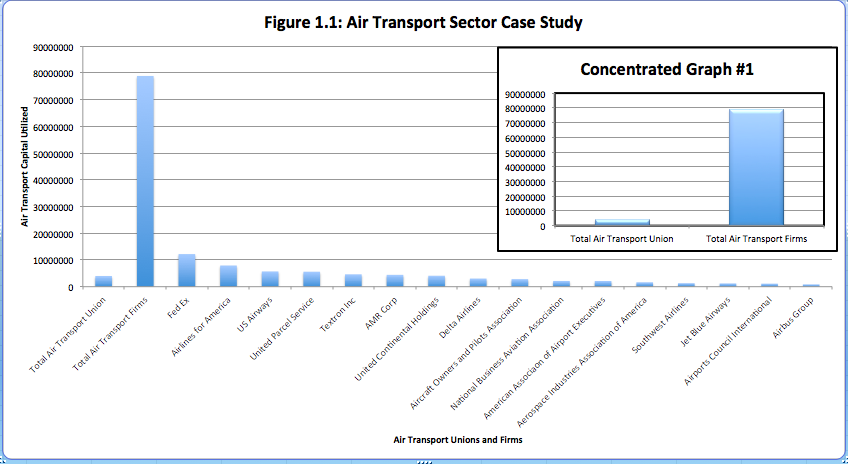 Figure 1.1: Air Transport Sector Case Study
Air Transport Capital Utilized
90000000
80000000
70000000
60000000
50000000
40000000
30000000
20000000
10000000
0
Concentrated Graph #1
90000000
80000000
70000000
60000000
50000000
40000000
30000000
20000000
10000000
0
Total Air Transport Union
Total Air Transport Firms
Total Air Transport Union
Total Air Transport Firms
Fed Ex
Airlines for America
US Airways
United Parcel Service
Textron Inc
AMR Corp
United Continental Holdings
Delta Airlines
Aircraft Owners and Pilots Association
National Business Aviation Association
American Associaon of Airport Executives
Aerospace Industries Association of America
Southwest Airlines
Jet Blue Airways
Airports Council International
Airbus Group
Air Transport Unions and Firms